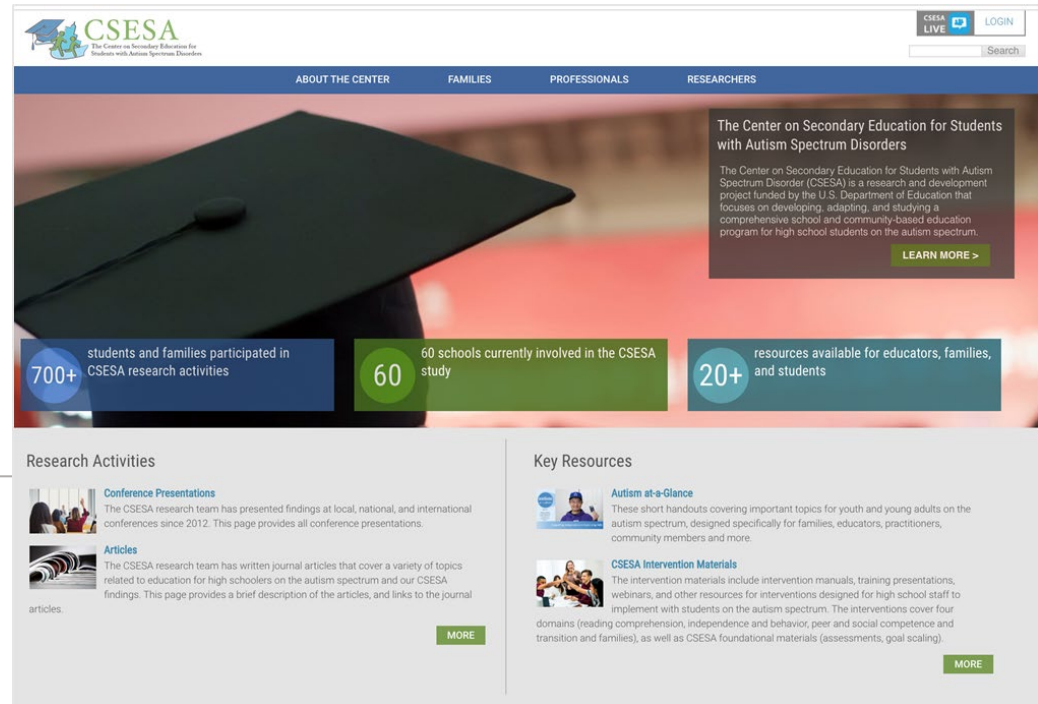 CSESA
The Center on Secondary Education for
Students with Autism Spectrum Disorders
CSESA
LIVE
LOGIN
Search
ABOUT THE CENTER
FAMILIES
PROFESSIONALS
RESEARCHERS
The Center on Secondary Education for Students
with Autism Spectrum Disorders
The Center on Secondary Education for Students with Autism
Spectrum Disorder (CSESA) is a research and development
project funded by the U.S. Department of Education that
focuses on developing, adapting, and studying a
comprehensive school and community-based education
program for high school students on the autism spectrum.
LEARN MORE >
700+
students and families participated in
CSESA research activities
60
60 schools currently involved in the CSESA
study
20+
resources available for educators, families,
and students
Research Activities
Conference Presentations
The CSESA research team has presented findings at local, national, and international
conferences since 2012. This page provides all conference presentations.
Articles
The CSESA research team has written journal articles that cover a variety of topics
related to education for high schoolers on the autism spectrum and our CSESA
findings. This page provides a brief description of the articles, and links to the journal
articles.
MORE
Key Resources
Autism at-a-Glance
These short handouts covering important topics for youth and young adults on the
autism spectrum, designed specifically for families, educators, practitioners,
community members and more.
CSESA Intervention Materials
The intervention materials include intervention manuals, training presentations,
webinars, and other resources for interventions designed for high school staff to
implement with students on the autism spectrum. The interventions cover four
domains (reading comprehension, independence and behavior, peer and social competence and
transition and families), as well as CSESA foundational materials (assessments, goal scaling).
MORE